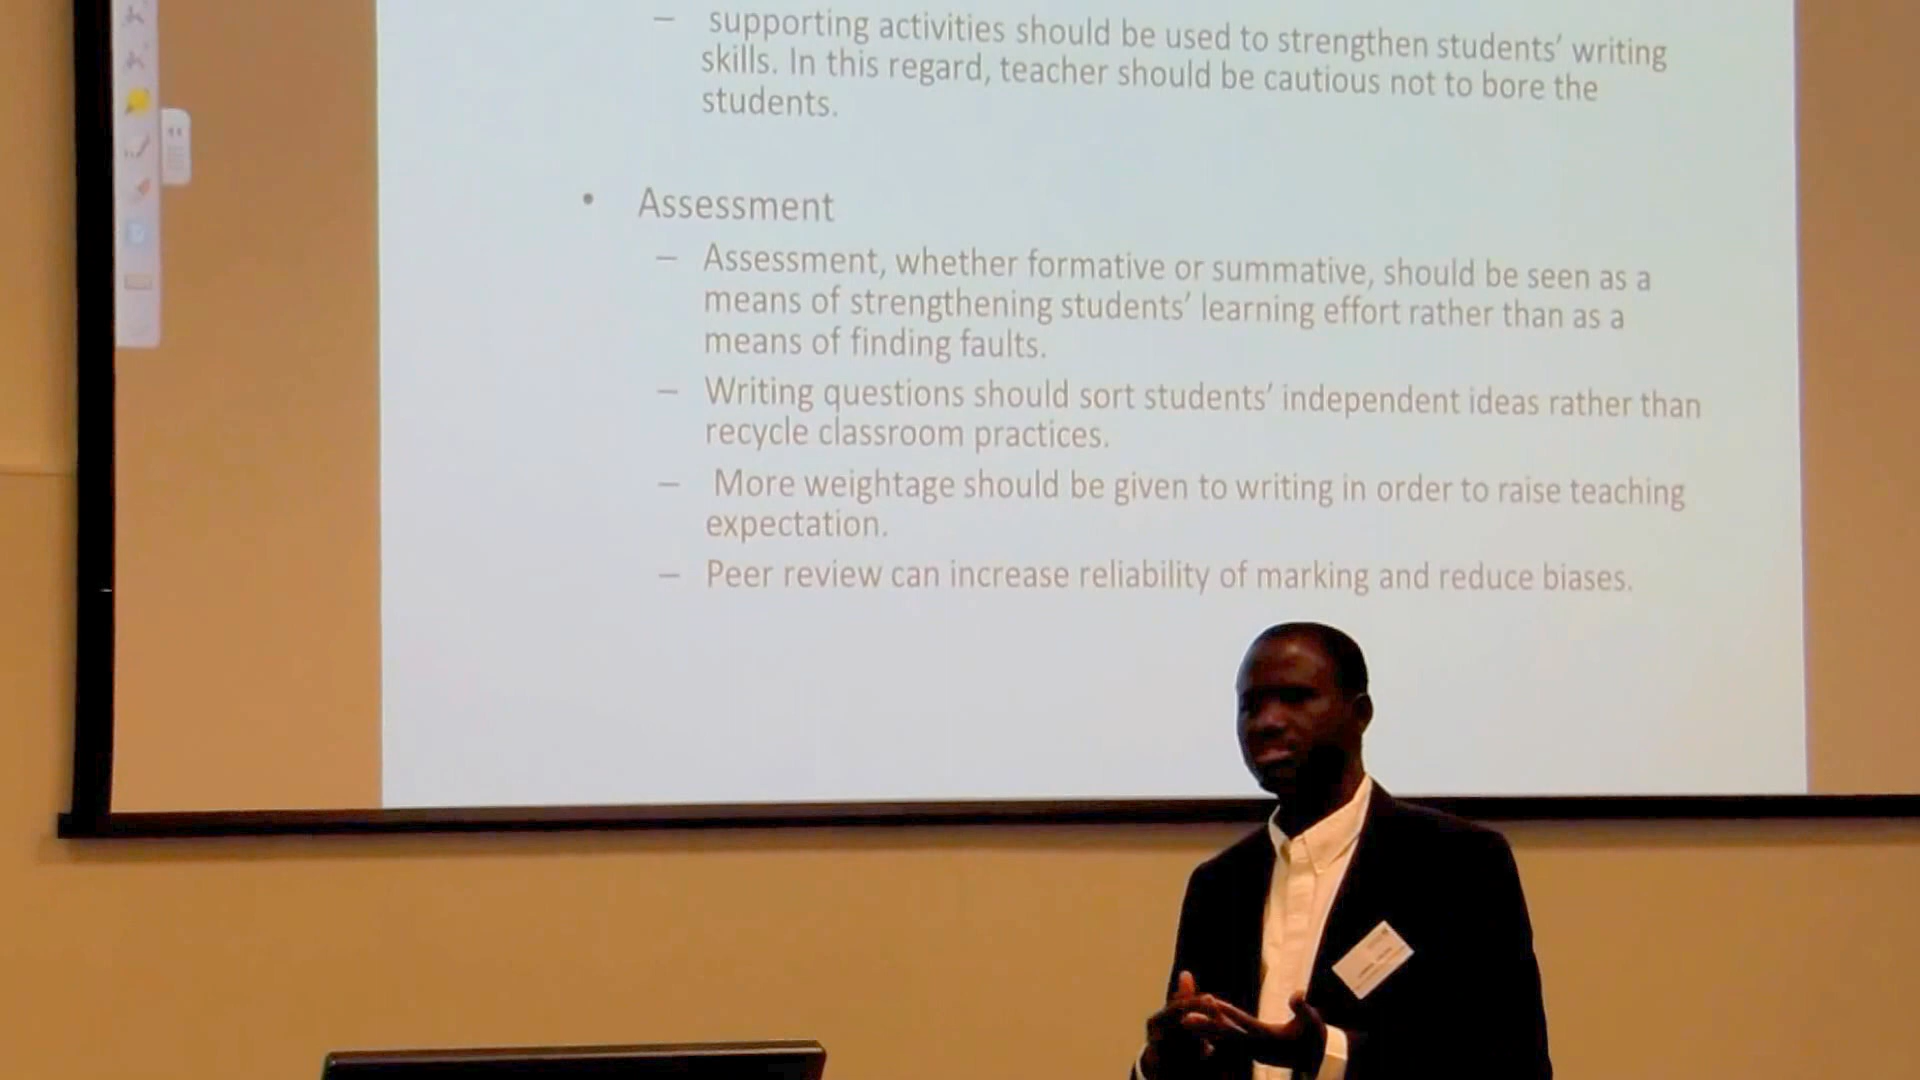 – supporting activities should be used to strengthen students’ writing
skills. In this regard, teacher should be cautious not to bore the
students.
• Assessment
– Assessment, whether formative or summative, should be seen as a
means of strengthening students’ learning effort rather than as a
means of finding faults.
– Writing questions should sort students’ independent ideas rather than
recycle classroom practices.
– More weightage should be given to writing in order to raise teaching
expectation.
– Peer review can increase reliability of marking and reduce biases.